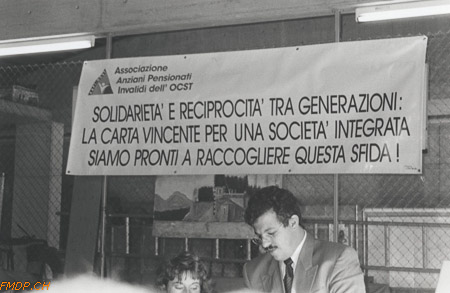 Associazione
Anziani Pensionati
Invalidi dell' OCST
SOLIDARIETA' E RECIPROCITA' TRA GENERAZIONI:
LA CARTA VINCENTE PER UNA SOCIETA' INTEGRATA
SIAMO PRONTI A RACCOGLIERE QUESTA SFIDA!
FMDP.CH